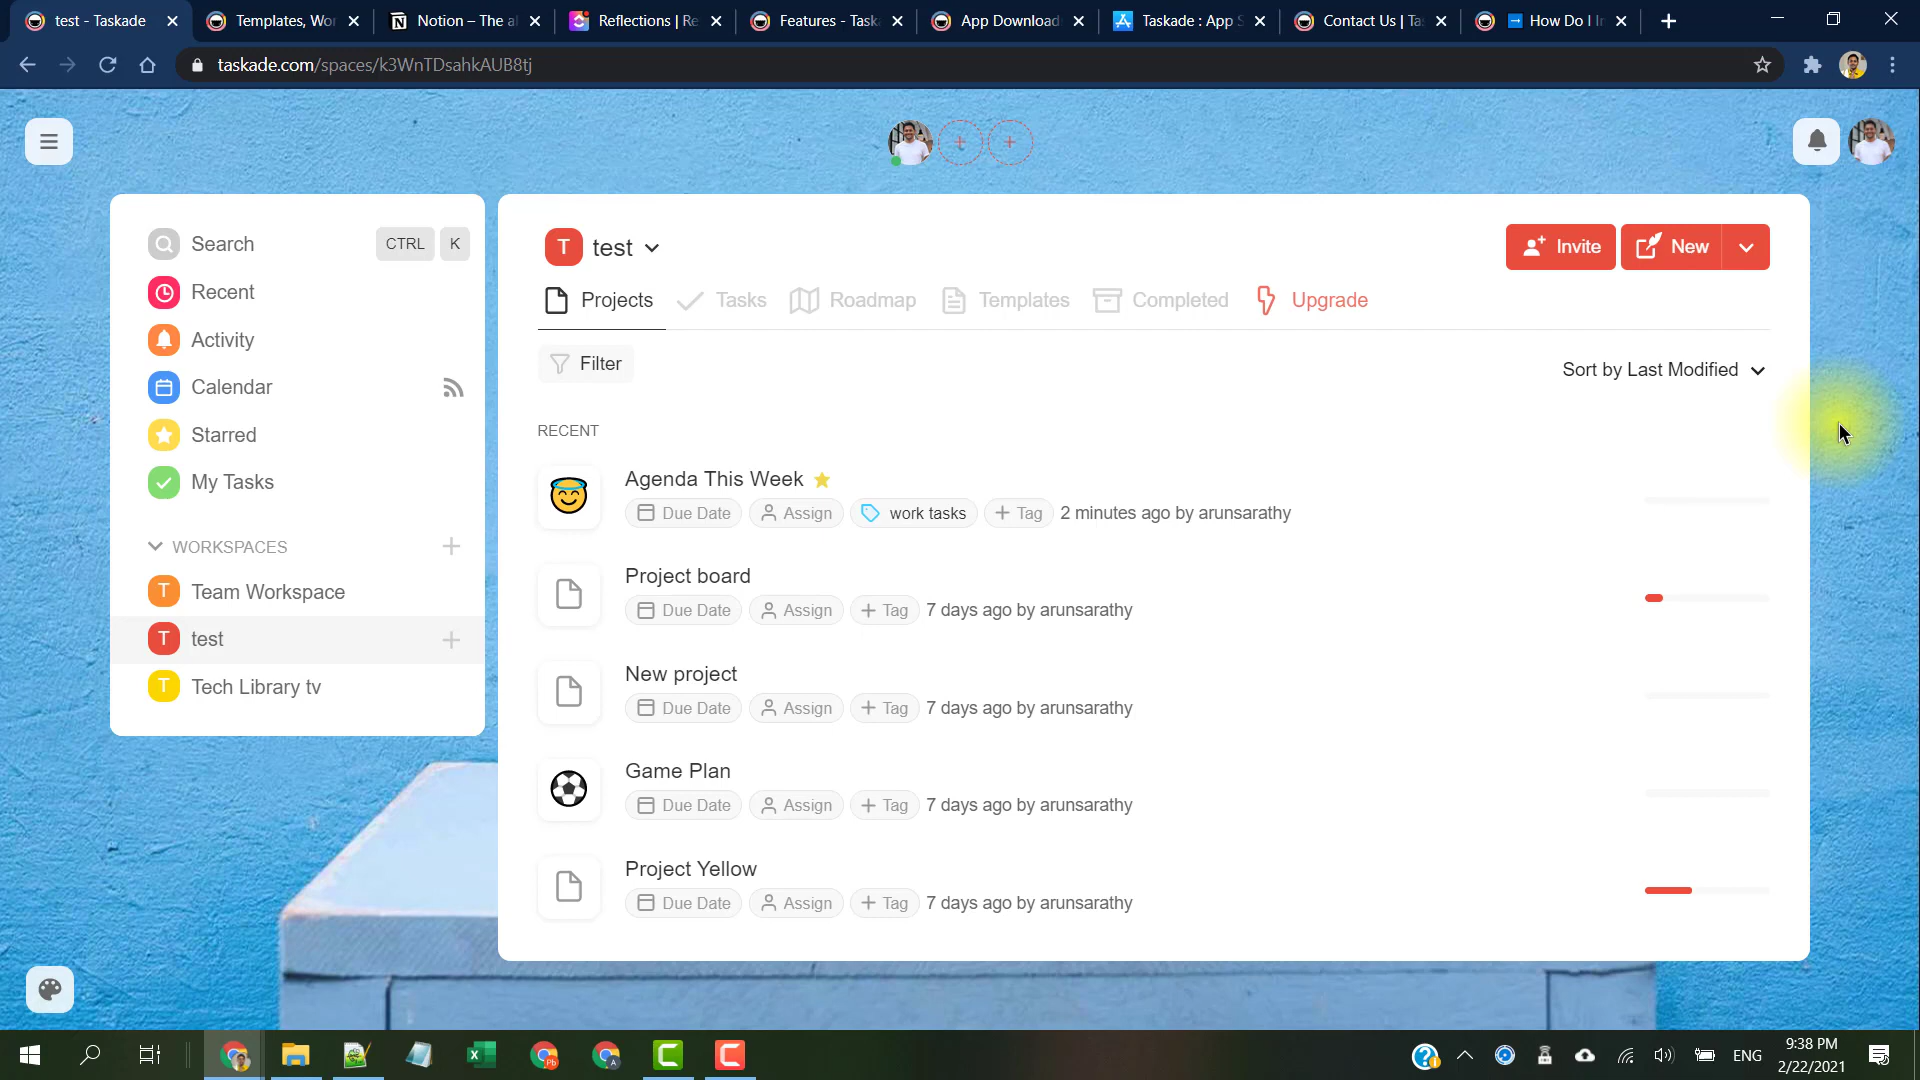 test - Taskade
Templates, Wor
Notion – The al
Reflections | Re
Features - Taska
App Download
Taskade : App S
Contact Us | Ta
How Do I In
taskade.com/spaces/k3WnTDsahkAUB8tj
Search CTRL K
Recent
Activity
Calendar
Starred
My Tasks
WORKSPACES
T Team Workspace
T test
T Tech Library tv
T test
Invite
New
Projects Tasks Roadmap Templates Completed Upgrade
Filter
Sort by Last Modified
RECENT
Agenda This Week
Due Date Assign work tasks + Tag 2 minutes ago by arunsarathy
Project board
Due Date Assign + Tag 7 days ago by arunsarathy
New project
Due Date Assign + Tag 7 days ago by arunsarathy
Game Plan
Due Date Assign + Tag 7 days ago by arunsarathy
Project Yellow
Due Date Assign + Tag 7 days ago by arunsarathy
ENG
9:38 PM
2/22/2021